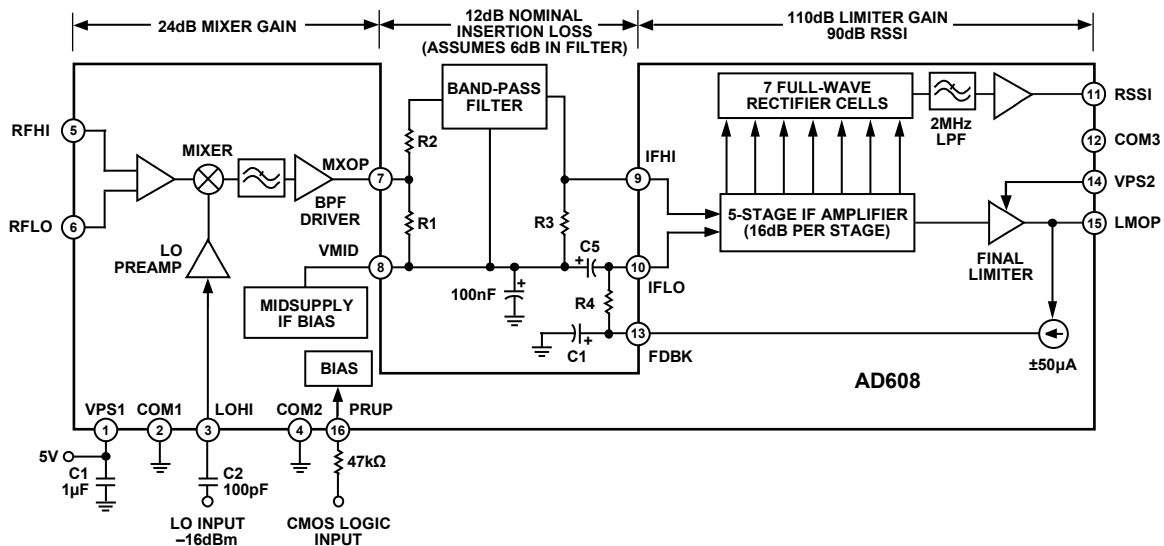 24dB MIXER GAIN
12dB NOMINAL
INSERTION LOSS
(ASSUMES 6dB IN FILTER)
110dB LIMITER GAIN
90dB RSSI
RFHI
5
RFLO
6
MIXER
LO
PREAMP
BPF
DRIVER
MXOP
7
VMID
8
MIDSUPPLY
IF BIAS
BIAS
R2
R1
BAND-PASS
FILTER
R3
C5
100nF
R4
C1
IFHI
9
10
IFLO
13
FDBK
7 FULL-WAVE
RECTIFIER CELLS
2MHz
LPF
5-STAGE IF AMPLIFIER
(16dB PER STAGE)
FINAL
LIMITER
11
RSSI
12
COM3
14
VPS2
15
LMOP
±50µA
AD608
VPS1
COM1
LOHI
COM2
PRUP
1
2
3
4
16
5V
C1
1µF
C2
100pF
LO INPUT
–16dBm
47kΩ
CMOS LOGIC
INPUT